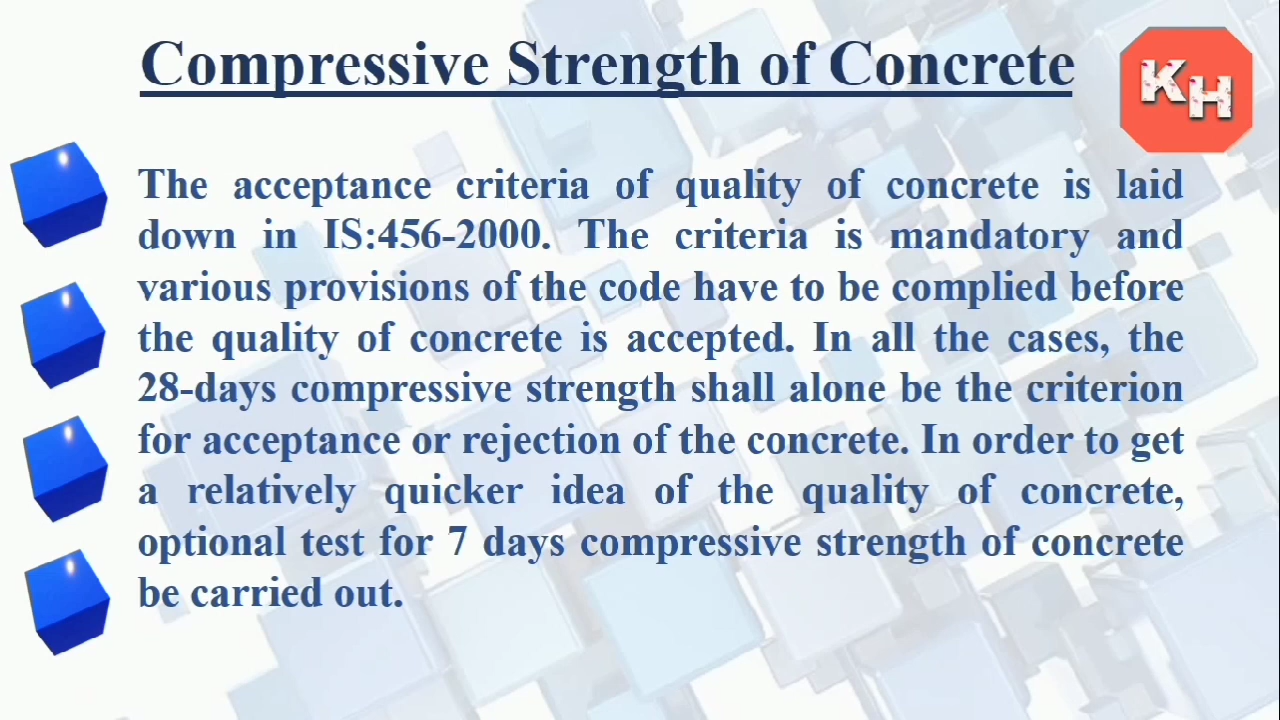 Compressive Strength of Concrete
KH
The acceptance criteria of quality of concrete is laid
down in IS:456-2000. The criteria is mandatory and
various provisions of the code have to be complied before
the quality of concrete is accepted. In all the cases, the
28-days compressive strength shall alone be the criterion
for acceptance or rejection of the concrete. In order to get
a relatively quicker idea of the quality of concrete,
optional test for 7 days compressive strength of concrete
be carried out.